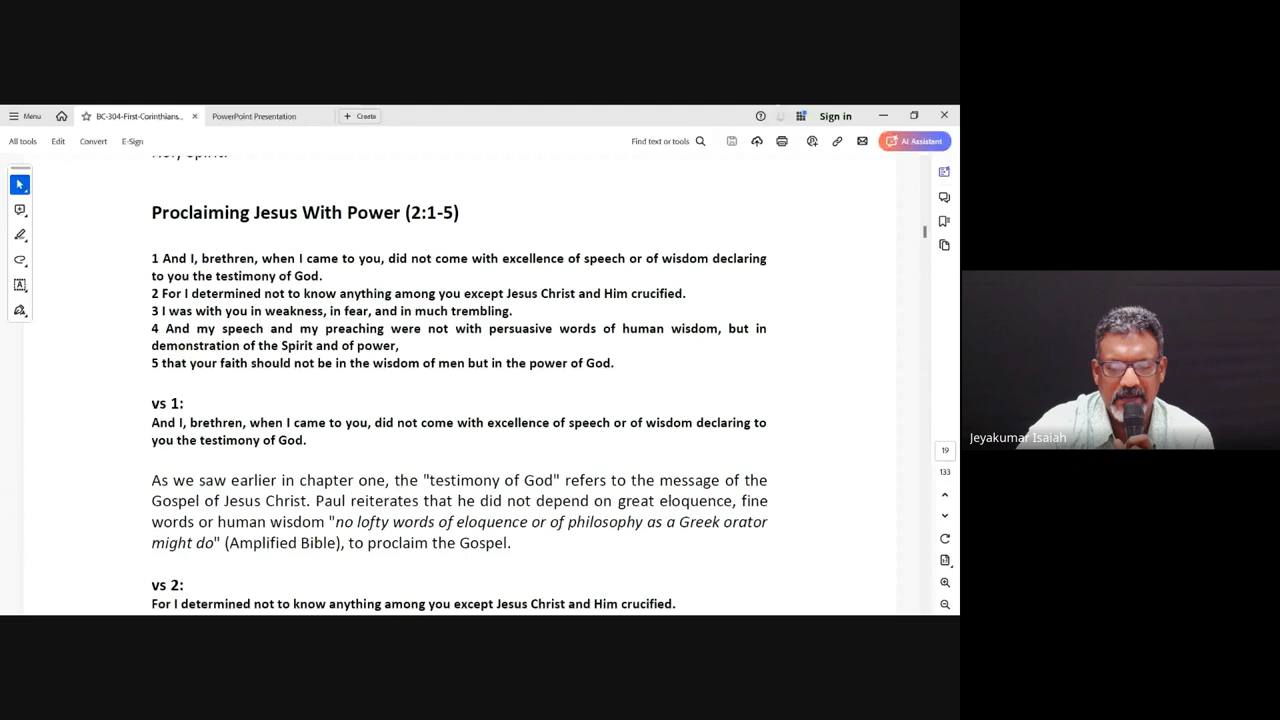 Menu
BC-304-First-Corinthians...
PowerPoint Presentation
Create
Sign in
All tools
Edit
Convert
E-Sign
Find text or tools
AI Assistant
Holy Spirit.
Proclaiming Jesus With Power (2:1-5)
1 And I, brethren, when I came to you, did not come with excellence of speech or of wisdom declaring
to you the testimony of God.
2 For I determined not to know anything among you except Jesus Christ and Him crucified.
3 I was with you in weakness, in fear, and in much trembling.
4 And my speech and my preaching were not with persuasive words of human wisdom, but in
demonstration of the Spirit and of power,
5 that your faith should not be in the wisdom of men but in the power of God.
vs 1:
And I, brethren, when I came to you, did not come with excellence of speech or of wisdom declaring to
you the testimony of God.
As we saw earlier in chapter one, the "testimony of God" refers to the message of the
Gospel of Jesus Christ. Paul reiterates that he did not depend on great eloquence, fine
words or human wisdom "no lofty words of eloquence or of philosophy as a Greek orator
might do" (Amplified Bible), to proclaim the Gospel.
vs 2:
For I determined not to know anything among you except Jesus Christ and Him crucified.
19
133
Jeyakumar Isaiah